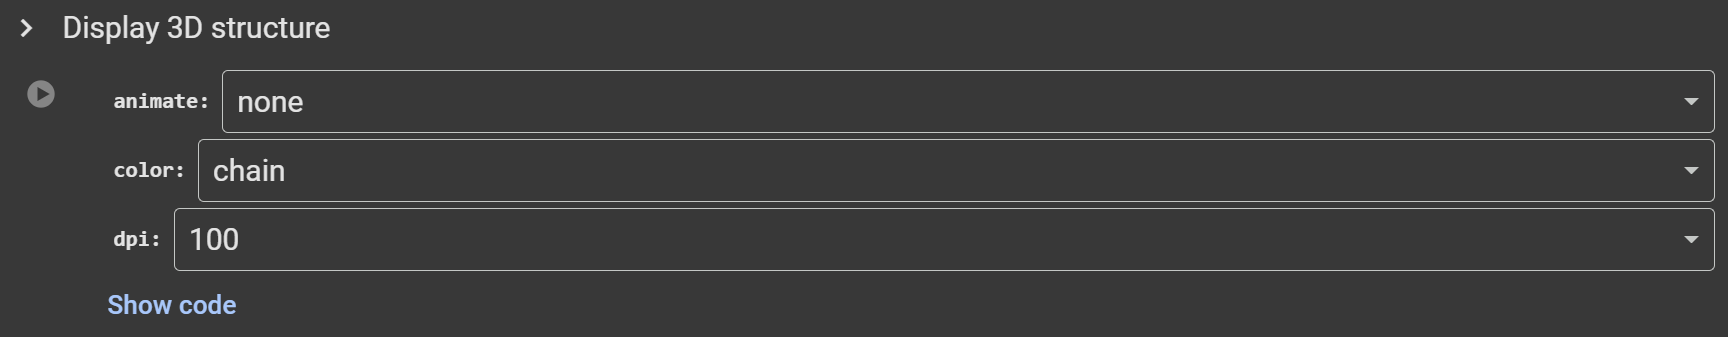 Display 3D structure
animate: none
color: chain
dpi: 100
Show code